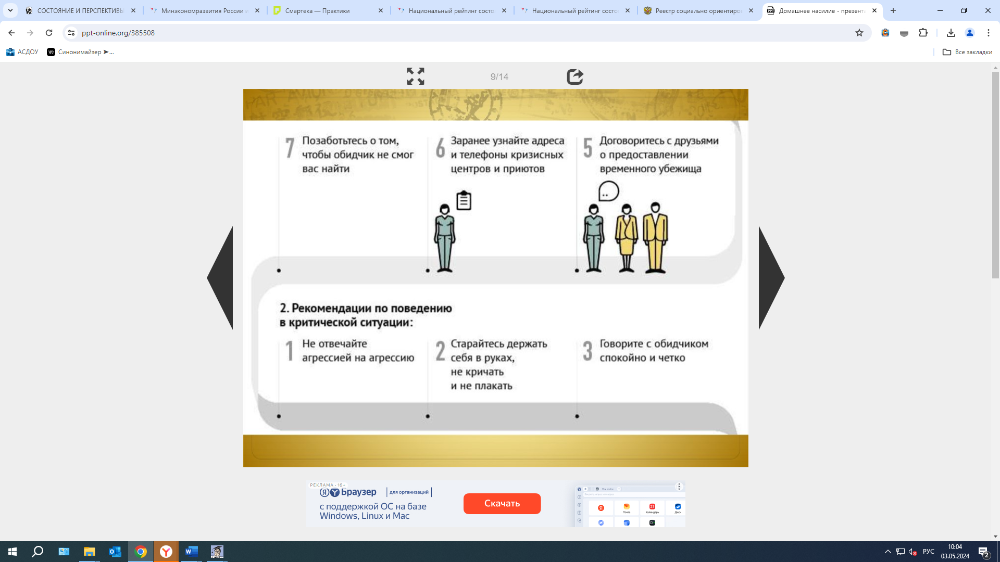 СОСТОЯНИЕ И ПЕРСПЕКТИВЫ
Минэкономразвития России и
Смартека — Практики
Национальный рейтинг состо
Национальный рейтинг состо
Реестр социально ориентиро
Домашнее насилие - презента
ppt-online.org/385508
АСДОУ
Синонимайзер ➤...
Все закладки
9/14
7 Позаботьтесь о том,
чтобы обидчик не смог
вас найти
6 Заранее узнайте адреса
и телефоны кризисных
центров и приютов
5 Договоритесь с друзьями
о предоставлении
временного убежища
2. Рекомендации по поведению
в критической ситуации:
1 Не отвечайте
агрессией на агрессию
2 Старайтесь держать
себя в руках,
не кричать
и не плакать
3 Говорите с обидчиком
спокойно и четко
РЕКЛАМА • 16+
Браузер
для организаций
с поддержкой ОС на базе
Windows, Linux и Mac
Скачать
Почта
Календарь
Диск
РУС
10:04
03.05.2024
2